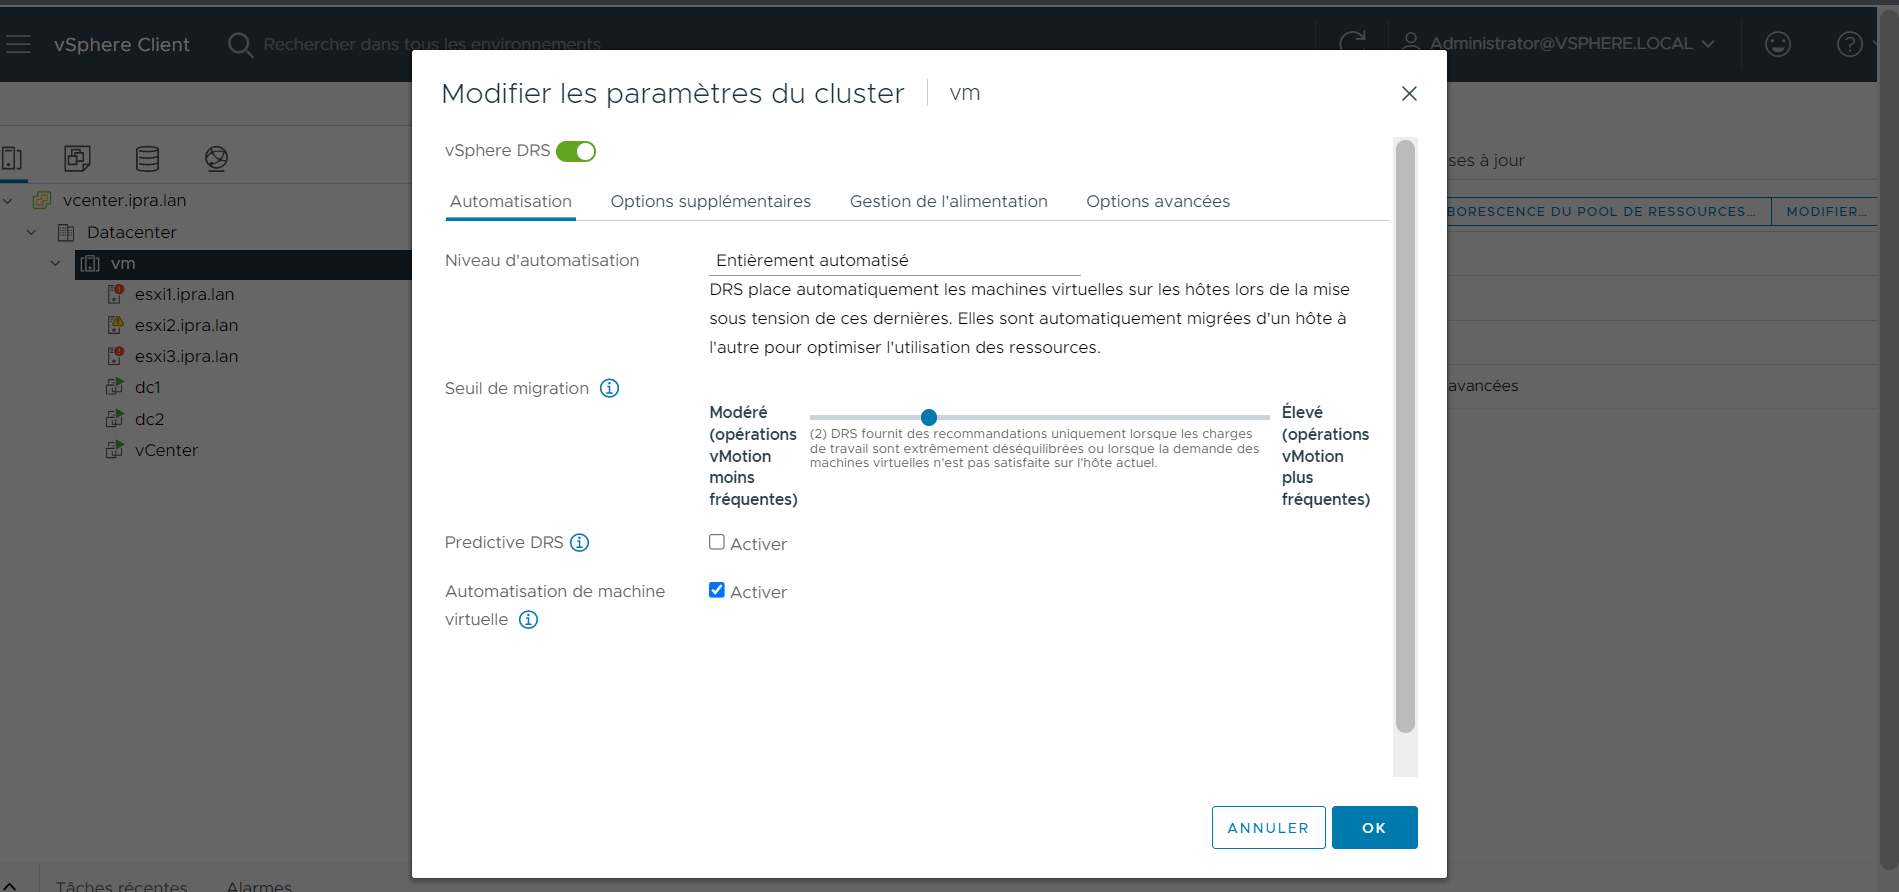 vSphere Client
Rechercher dans tous les environnements
Administrator@VSPHERE.LOCAL
Modifier les paramètres du cluster
vm
vSphere DRS
Automatisation
Options supplémentaires
Gestion de l'alimentation
Options avancées
Niveau d'automatisation
Entièrement automatisé
DRS place automatiquement les machines virtuelles sur les hôtes lors de la mise
sous tension de ces dernières. Elles sont automatiquement migrées d'un hôte à
l'autre pour optimiser l'utilisation des ressources.
Seuil de migration
Modéré
(opérations
vMotion
moins
fréquentes)
(2) DRS fournit des recommandations uniquement lorsque les charges
de travail sont extrêmement déséquilibrées ou lorsque la demande des
machines virtuelles n'est pas satisfaite sur l'hôte actuel.
Élevé
(opérations
vMotion
plus
fréquentes)
Predictive DRS
Activer
Automatisation de machine
virtuelle
Activer
ANNULER
OK
vcenter.ipra.lan
Datacenter
vm
esxi1.ipra.lan
esxi2.ipra.lan
esxi3.ipra.lan
dc1
dc2
vCenter
ses à jour
BORESCENCE DU POOL DE RESSOURCES...
MODIFIER...
avancées
Tâches récentes
Alarmes